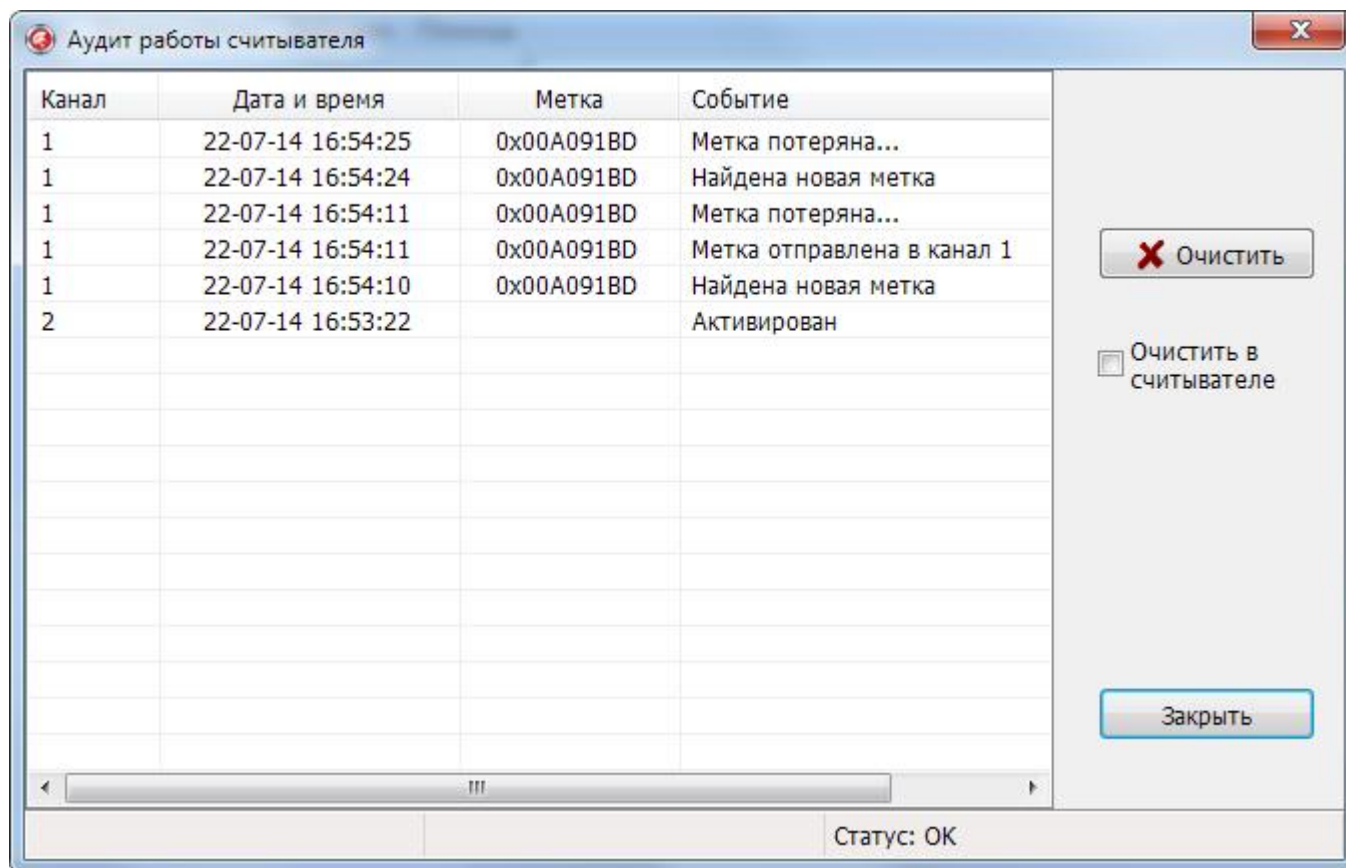 Аудит работы считывателя
Канал Дата и время Метка Событие
1 22-07-14 16:54:25 0x00A091BD Метка потеряна...
1 22-07-14 16:54:24 0x00A091BD Найдена новая метка
1 22-07-14 16:54:11 0x00A091BD Метка потеряна...
1 22-07-14 16:54:11 0x00A091BD Метка отправлена в канал 1
1 22-07-14 16:54:10 0x00A091BD Найдена новая метка
2 22-07-14 16:53:22 Активирован
Очистить
Очистить в
считывателе
Закрыть
Статус: OK